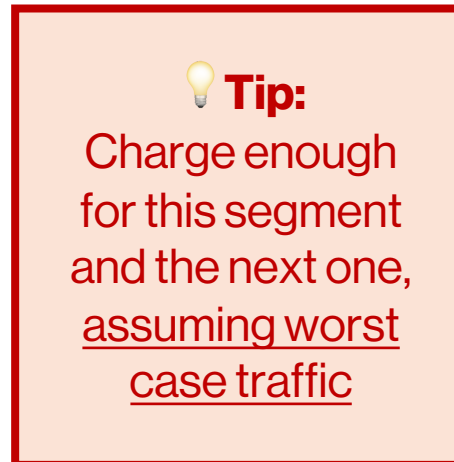 💡 Tip:
Charge enough
for this segment
and the next one,
assuming worst
case traffic